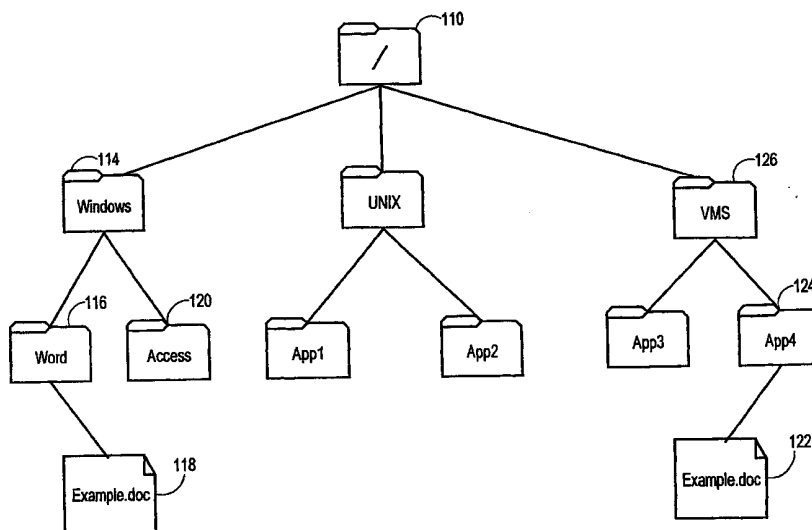 110
/
114
126
Windows
UNIX
VMS
116
120
124
Word
Access
App1
App2
App3
App4
118
122
Example.doc
Example.doc